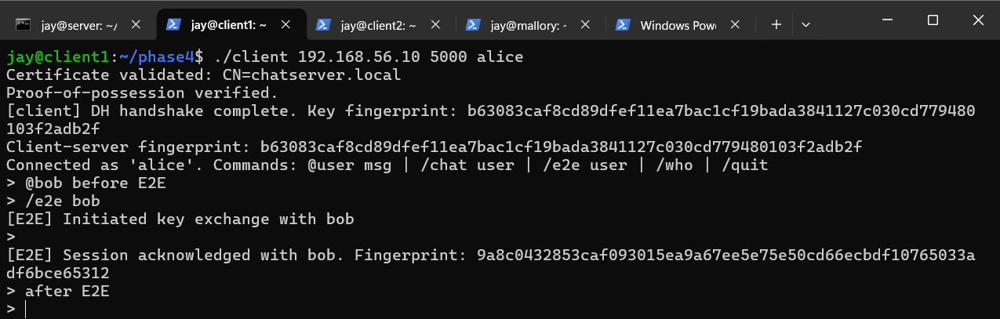 jay@server: ~/
jay@client1: ~
jay@client2: ~
jay@mallory: ~
Windows Pow
jay@client1:~/phase4$ ./client 192.168.56.10 5000 alice
Certificate validated: CN=chatserver.local
Proof-of-possession verified.
[client] DH handshake complete. Key fingerprint: b63083caf8cd89dfef11ea7bac1cf19bada3841127c030cd779480
103f2adb2f
Client-server fingerprint: b63083caf8cd89dfef11ea7bac1cf19bada3841127c030cd779480103f2adb2f
Connected as 'alice'. Commands: @user msg | /chat user | /e2e user | /who | /quit
> @bob before E2E
> /e2e bob
[E2E] Initiated key exchange with bob
>
[E2E] Session acknowledged with bob. Fingerprint: 9a8c0432853caf093015ea9a67ee5e75e50cd66ecbdf10765033a
df6bce65312
> after E2E
>